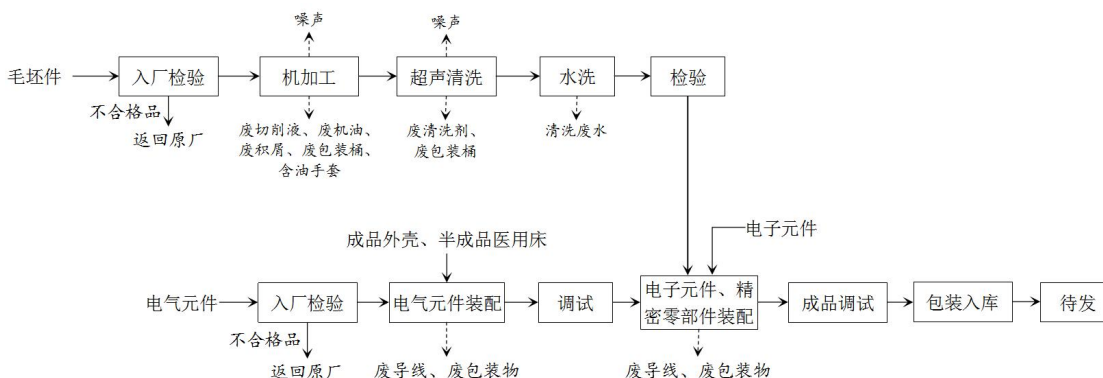 噪声
噪声
毛坯件
入厂检验
机加工
超声清洗
水洗
检验
不合格品
返回原厂
废切削液、废机油、
废积屑、废包装桶、
含油手套
废清洗剂、
废包装桶
清洗废水
电子元件
成品外壳、半成品医用床
电气元件
入厂检验
电气元件装配
调试
电子元件、精
密零部件装配
成品调试
包装入库
待发
不合格品
返回原厂
废导线、废包装物
废导线、废包装物